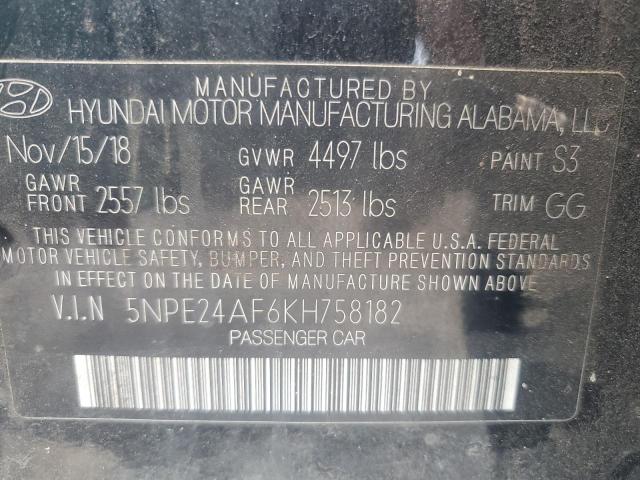 MANUFACTURED BY
HYUNDAI MOTOR MANUFACTURING ALABAMA, LLC
Nov/15/18 GVWR 4497 lbs PAINT S3
GAWR FRONT 2557 lbs GAWR REAR 2513 lbs TRIM GG
THIS VEHICLE CONFORMS TO ALL APPLICABLE U.S.A. FEDERAL
MOTOR VEHICLE SAFETY, BUMPER, AND THEFT PREVENTION STANDARDS
IN EFFECT ON THE DATE OF MANUFACTURE SHOWN ABOVE
V.I.N 5NPE24AF6KH758182
PASSENGER CAR